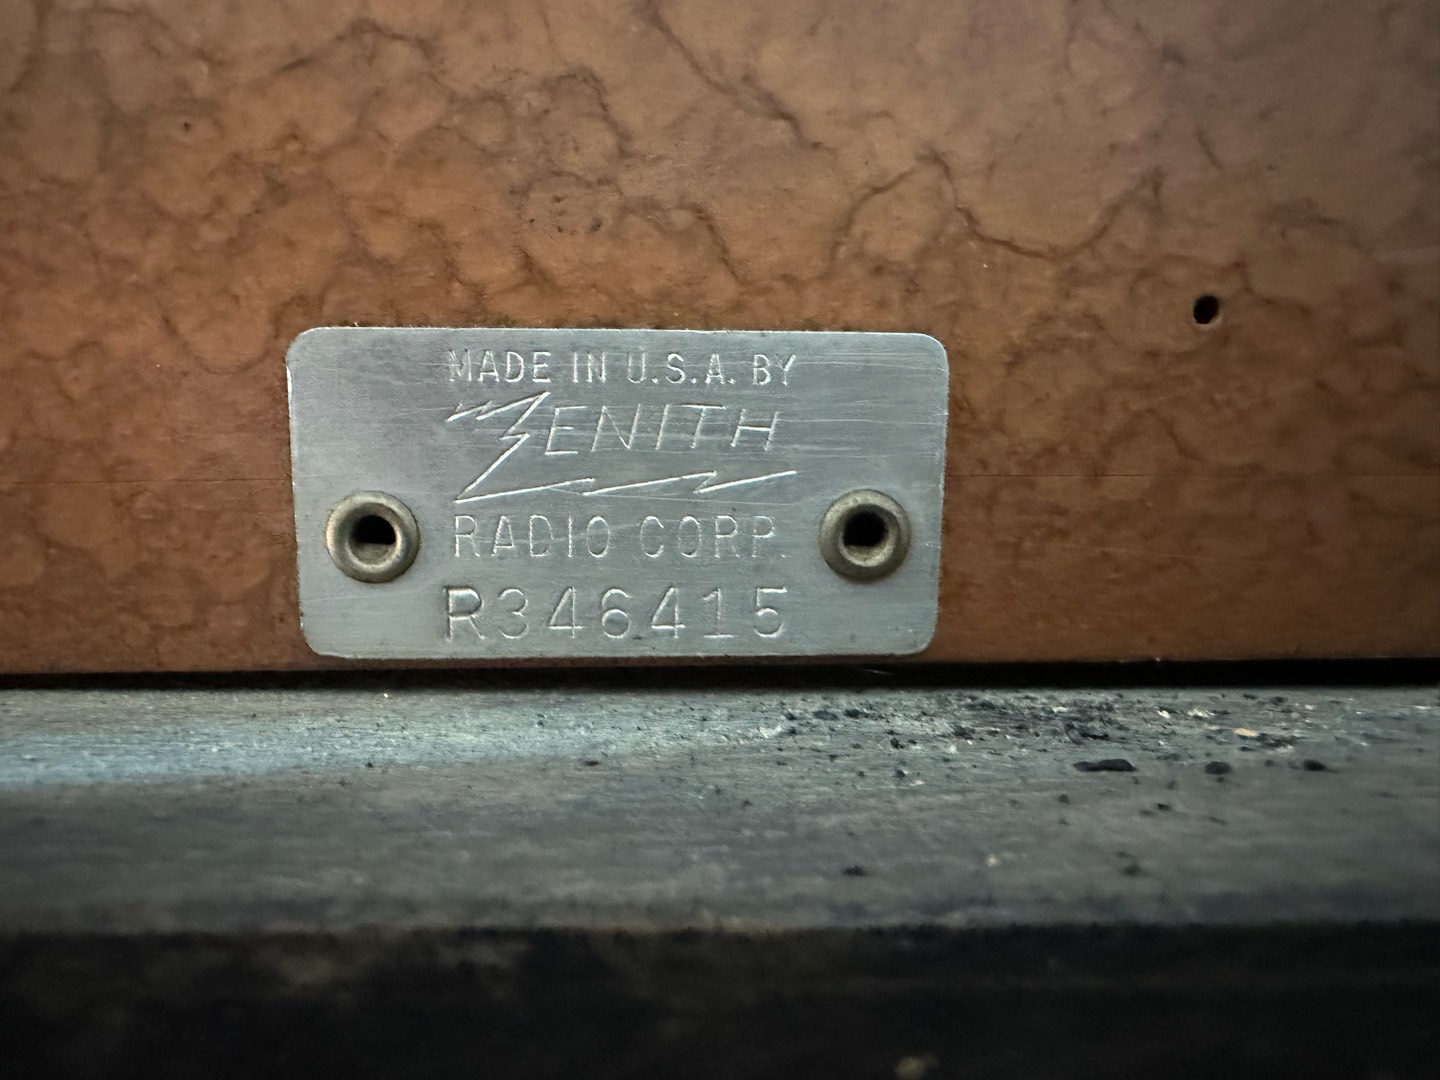 MADE IN U.S.A. BY
ZENITH
RADIO CORP.
R346415